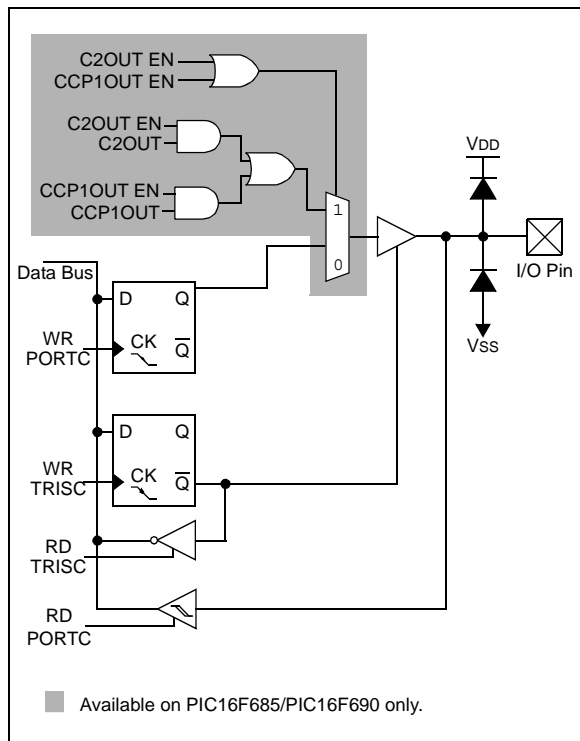 C2OUT EN
CCP1OUT EN
C2OUT EN
C2OUT
CCP1OUT EN
CCP1OUT
1
0
VDD
I/O Pin
VSS
Data Bus
D Q
WR
PORTC
CK Q
D Q
WR
TRISC
CK Q
RD
TRISC
RD
PORTC
Available on PIC16F685/PIC16F690 only.